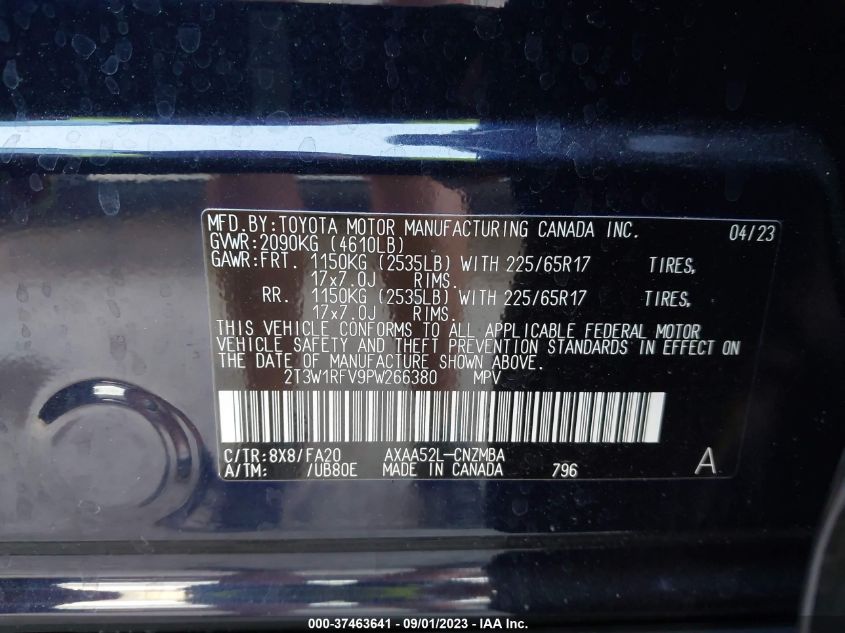 MFD.BY:TOYOTA MOTOR MANUFACTURING CANADA INC. 04/23
GVWR:2090KG (4610LB)
GAWR:FRT. 1150KG (2535LB) WITH 225/65R17 TIRES,
17x7.0J RIMS.
RR. 1150KG (2535LB) WITH 225/65R17 TIRES,
17x7.0J RIMS.
THIS VEHICLE CONFORMS TO ALL APPLICABLE FEDERAL MOTOR
VEHICLE SAFETY AND THEFT PREVENTION STANDARDS IN EFFECT ON
THE DATE OF MANUFACTURE SHOWN ABOVE.
2T3W1RFV9PW266380 MPV
C/TR:8X8/FA20 AXAA52L-CNZMBA
A/TM: /UB80E MADE IN CANADA 796 A
000-37463641 - 09/01/2023 - IAA Inc.